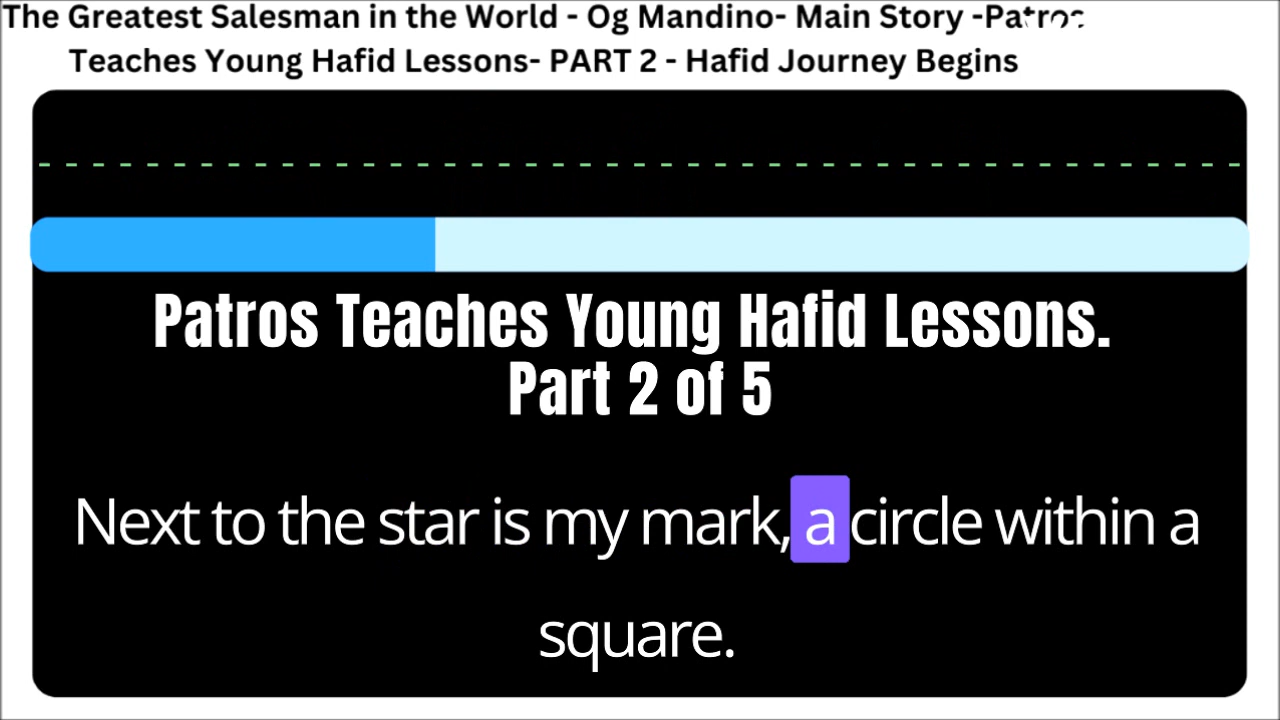 The Greatest Salesman in the World - Og Mandino- Main Story -Patros
Teaches Young Hafid Lessons- PART 2 - Hafid Journey Begins
Patros Teaches Young Hafid Lessons.
Part 2 of 5
Next to the star is my mark, a circle within a
square.